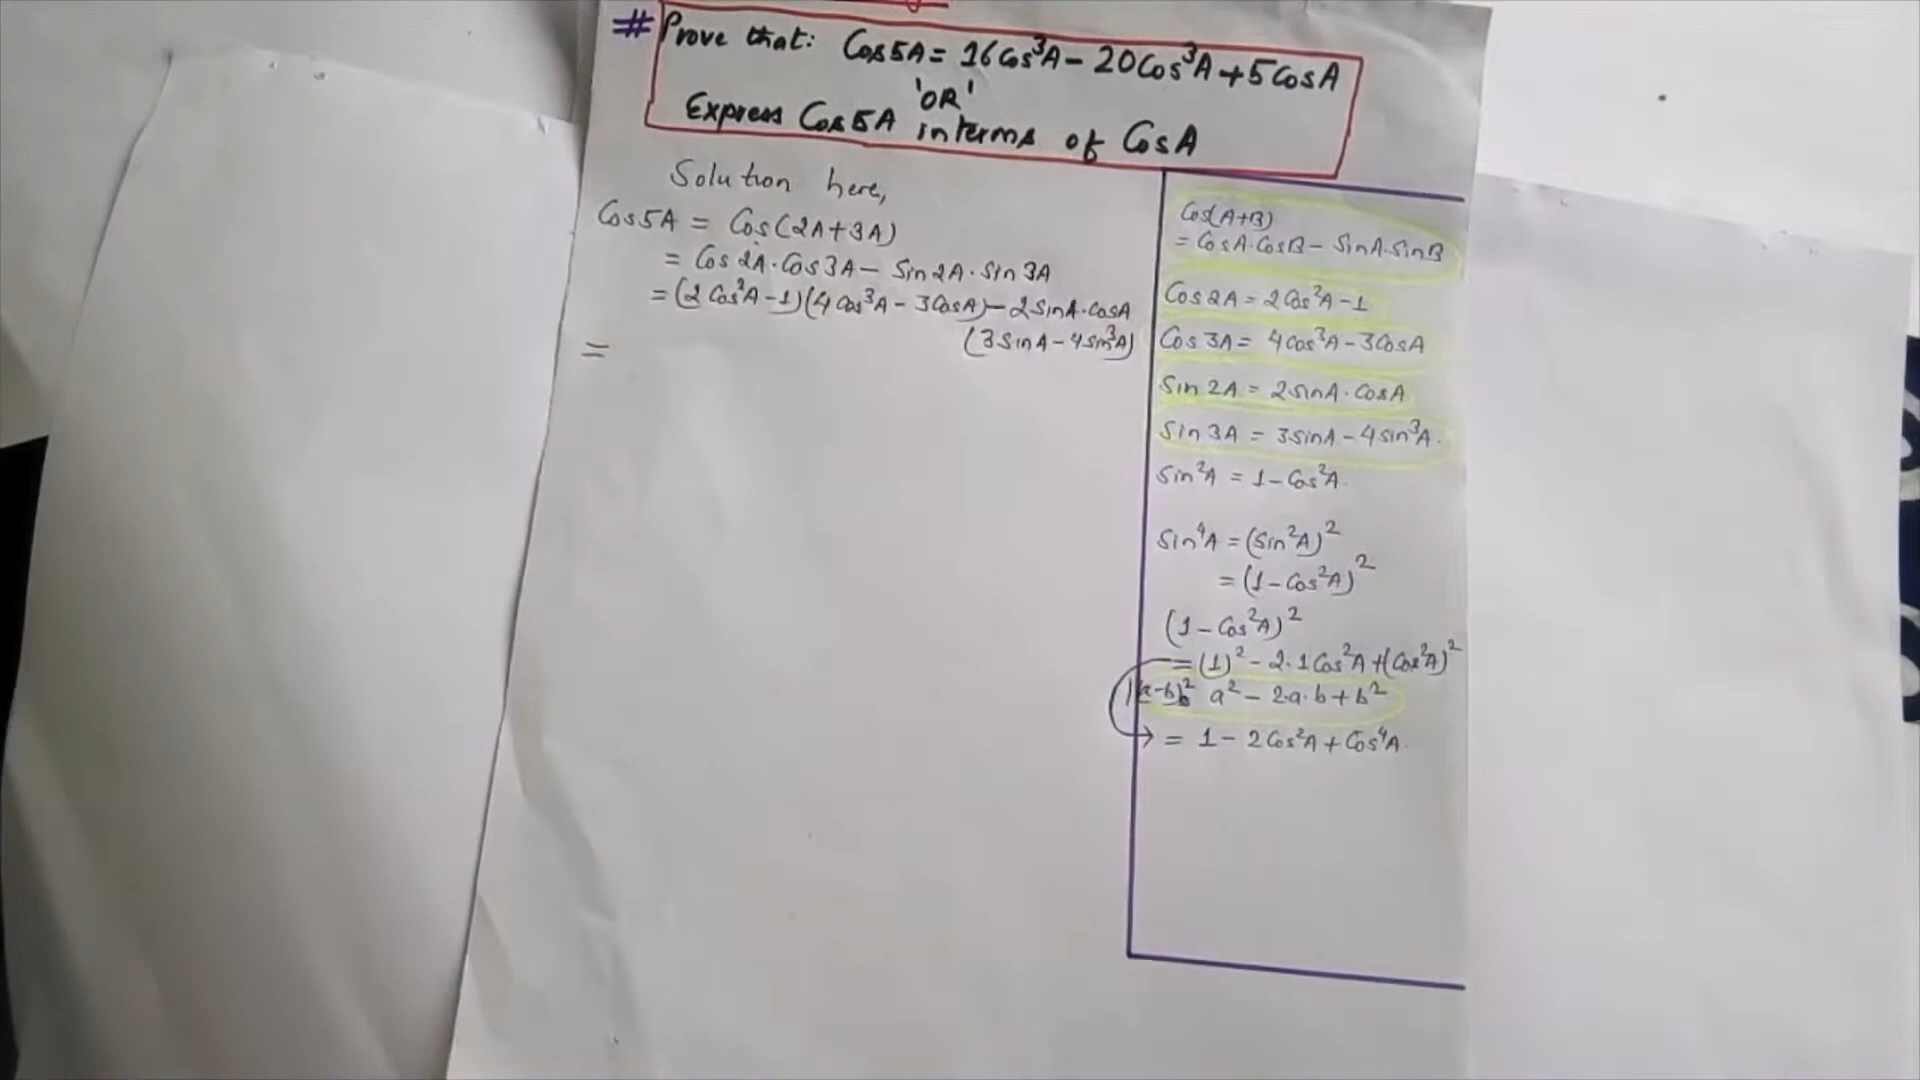 # Prove that: Cos5A = 16Cos³A - 20Cos³A + 5CosA
'OR'
Express Cos5A interms of CosA
Solution here,
Cos5A = Cos(2A+3A)
= Cos2A·Cos3A - Sin2A·Sin3A
= (2Cos²A-1)(4Cos³A - 3CosA) - 2SinA·CosA
(3SinA - 4Sin³A)
=
Cos(A+B)
= CosA·CosB - SinA·SinB
Cos2A = 2Cos²A - 1
Cos3A = 4Cos³A - 3CosA
Sin2A = 2SinA·CosA
Sin3A = 3SinA - 4Sin³A.
Sin²A = 1 - Cos²A.
Sin⁴A = (Sin²A)²
= (1 - Cos²A)²
(1 - Cos²A)²
= (1)² - 2·1Cos²A + (Cos²A)²
(a-b)² a² - 2a·b + b²
→ = 1 - 2Cos²A + Cos⁴A.